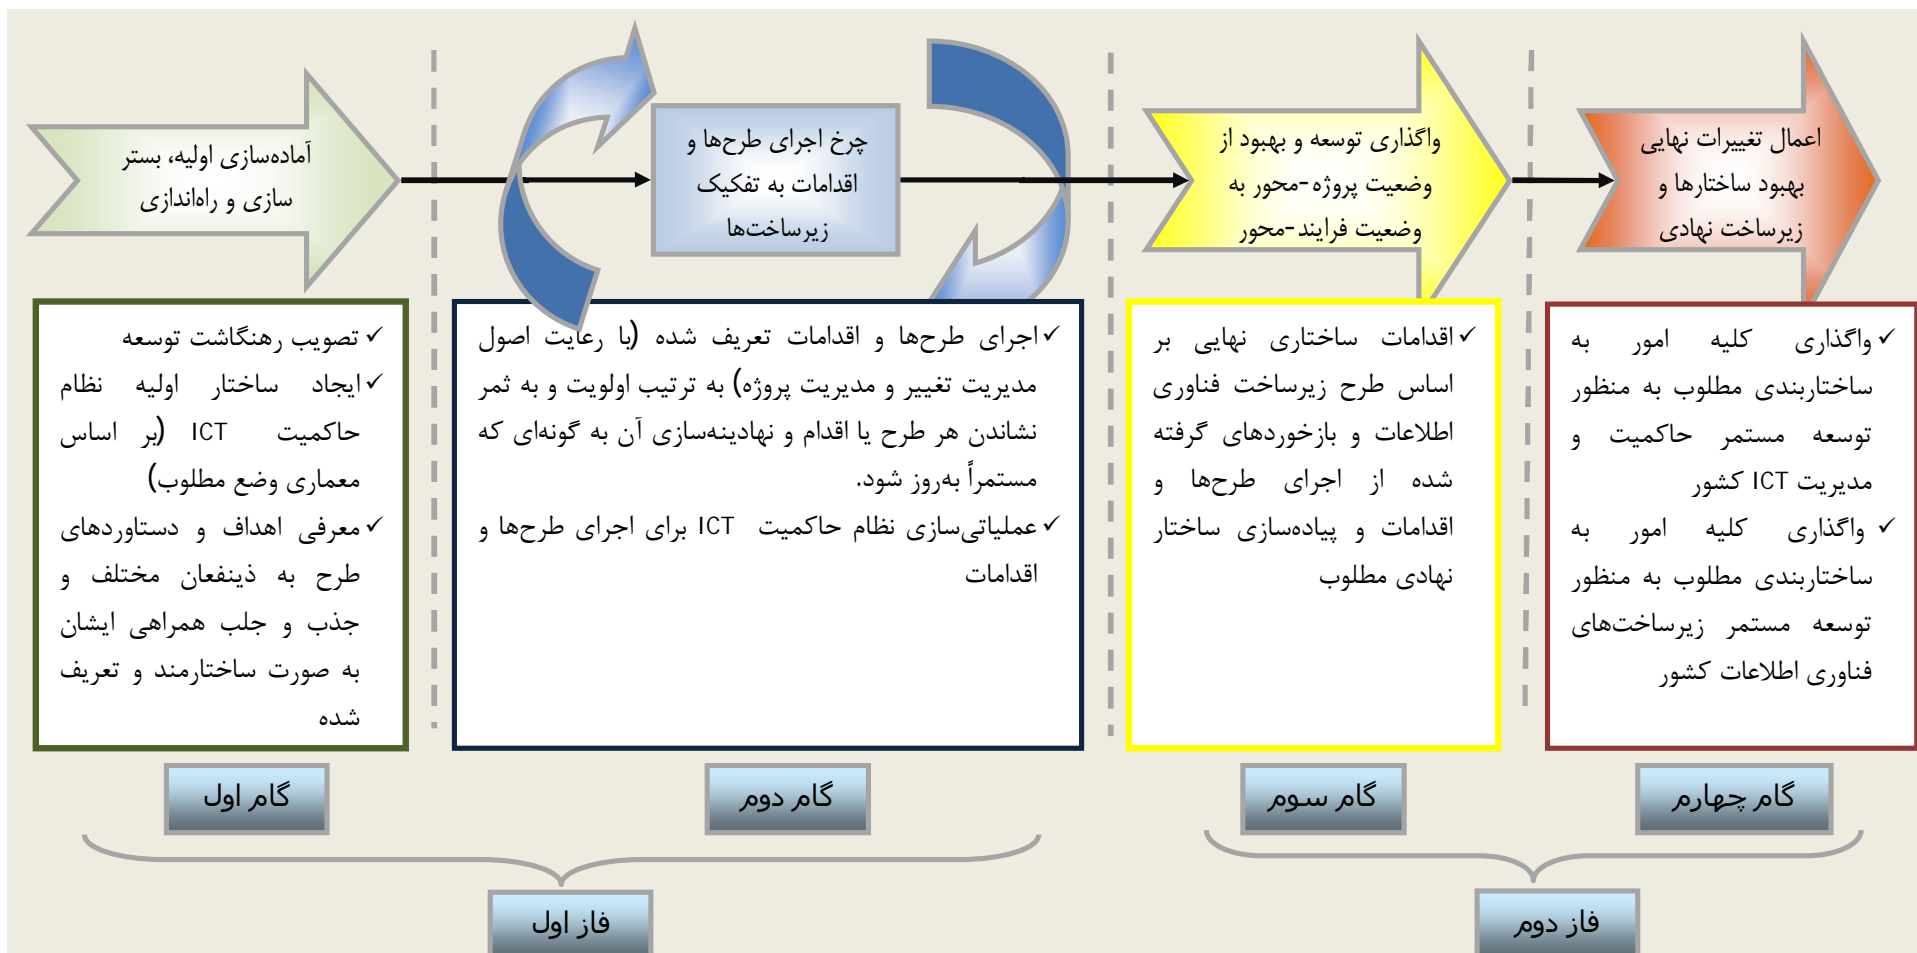 آماده‌سازی اولیه، بستر
سازی و راه‌اندازی
چرخ اجرای طرح‌ها و
اقدامات به تفکیک
زیرساخت‌ها
واگذاری توسعه و بهبود از
وضعیت پروژه-محور به
وضعیت فرایند-محور
اعمال تغییرات نهایی
بهبود ساختارها و
زیرساخت نهادی
✓ تصویب رهنگاشت توسعه
✓ ایجاد ساختار اولیه نظام
حاکمیت ICT (بر اساس
معماری وضع مطلوب)
✓ معرفی اهداف و دستاوردهای
طرح به ذینفعان مختلف و
جذب و جلب همراهی ایشان
به صورت ساختارمند و تعریف
شده
✓ اجرای طرح‌ها و اقدامات تعریف شده (با رعایت اصول
مدیریت تغییر و مدیریت پروژه) به ترتیب اولویت و به ثمر
نشاندن هر طرح یا اقدام و نهادینه‌سازی آن به گونه‌ای که
مستمراً به‌روز شود.
✓ عملیاتی‌سازی نظام حاکمیت ICT برای اجرای طرح‌ها و
اقدامات
✓ اقدامات ساختاری نهایی بر
اساس طرح زیرساخت فناوری
اطلاعات و بازخوردهای گرفته
شده از اجرای طرح‌ها و
اقدامات و پیاده‌سازی ساختار
نهادی مطلوب
✓ واگذاری کلیه امور به
ساختاربندی مطلوب به منظور
توسعه مستمر حاکمیت و
مدیریت ICT کشور
✓ واگذاری کلیه امور به
ساختاربندی مطلوب به منظور
توسعه مستمر زیرساخت‌های
فناوری اطلاعات کشور
گام اول
گام دوم
گام سوم
گام چهارم
فاز اول
فاز دوم